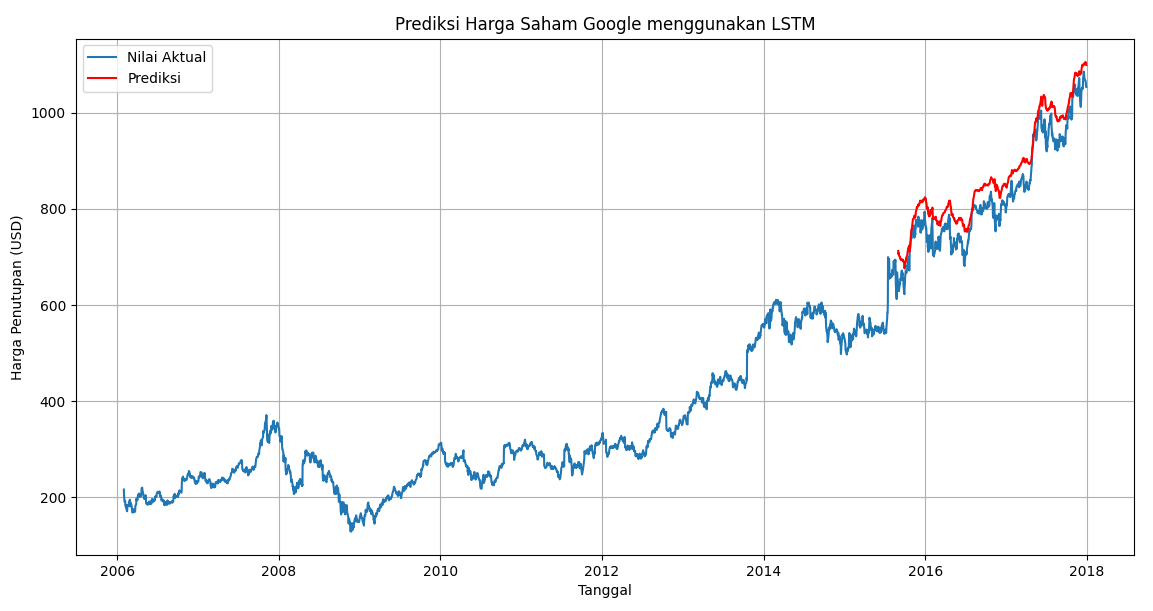 Prediksi Harga Saham Google menggunakan LSTM
Nilai Aktual
Prediksi
Harga Penutupan (USD)
1000
800
600
400
200
2006 2008 2010 2012 2014 2016 2018
Tanggal